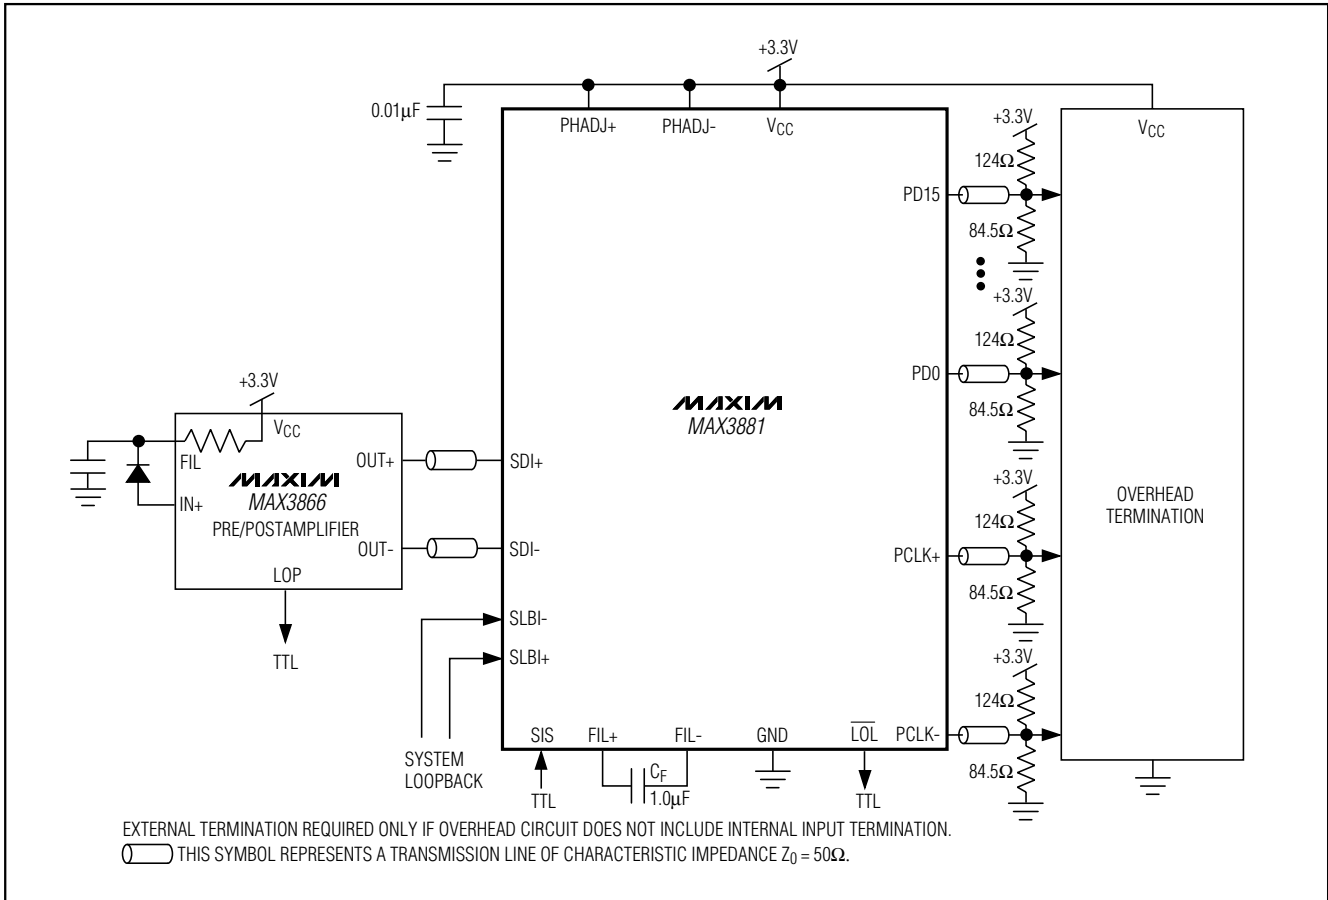 +3.3V
0.01µF
PHADJ+ PHADJ- VCC
+3.3V
VCC
124Ω
PD15
84.5Ω
+3.3V
124Ω
PD0
84.5Ω
+3.3V
VCC
FIL
OUT+
MAXIM
MAX3866
PRE/POSTAMPLIFIER
IN+
OUT-
LOP
TTL
SDI+
SDI-
SLBI-
SLBI+
SYSTEM
LOOPBACK
MAXIM
MAX3881
+3.3V
124Ω
PCLK+
84.5Ω
+3.3V
124Ω
PCLK-
84.5Ω
OVERHEAD
TERMINATION
SIS FIL+ FIL- GND LOL
TTL
CF
1.0µF
TTL
EXTERNAL TERMINATION REQUIRED ONLY IF OVERHEAD CIRCUIT DOES NOT INCLUDE INTERNAL INPUT TERMINATION.
THIS SYMBOL REPRESENTS A TRANSMISSION LINE OF CHARACTERISTIC IMPEDANCE Z0 = 50Ω.